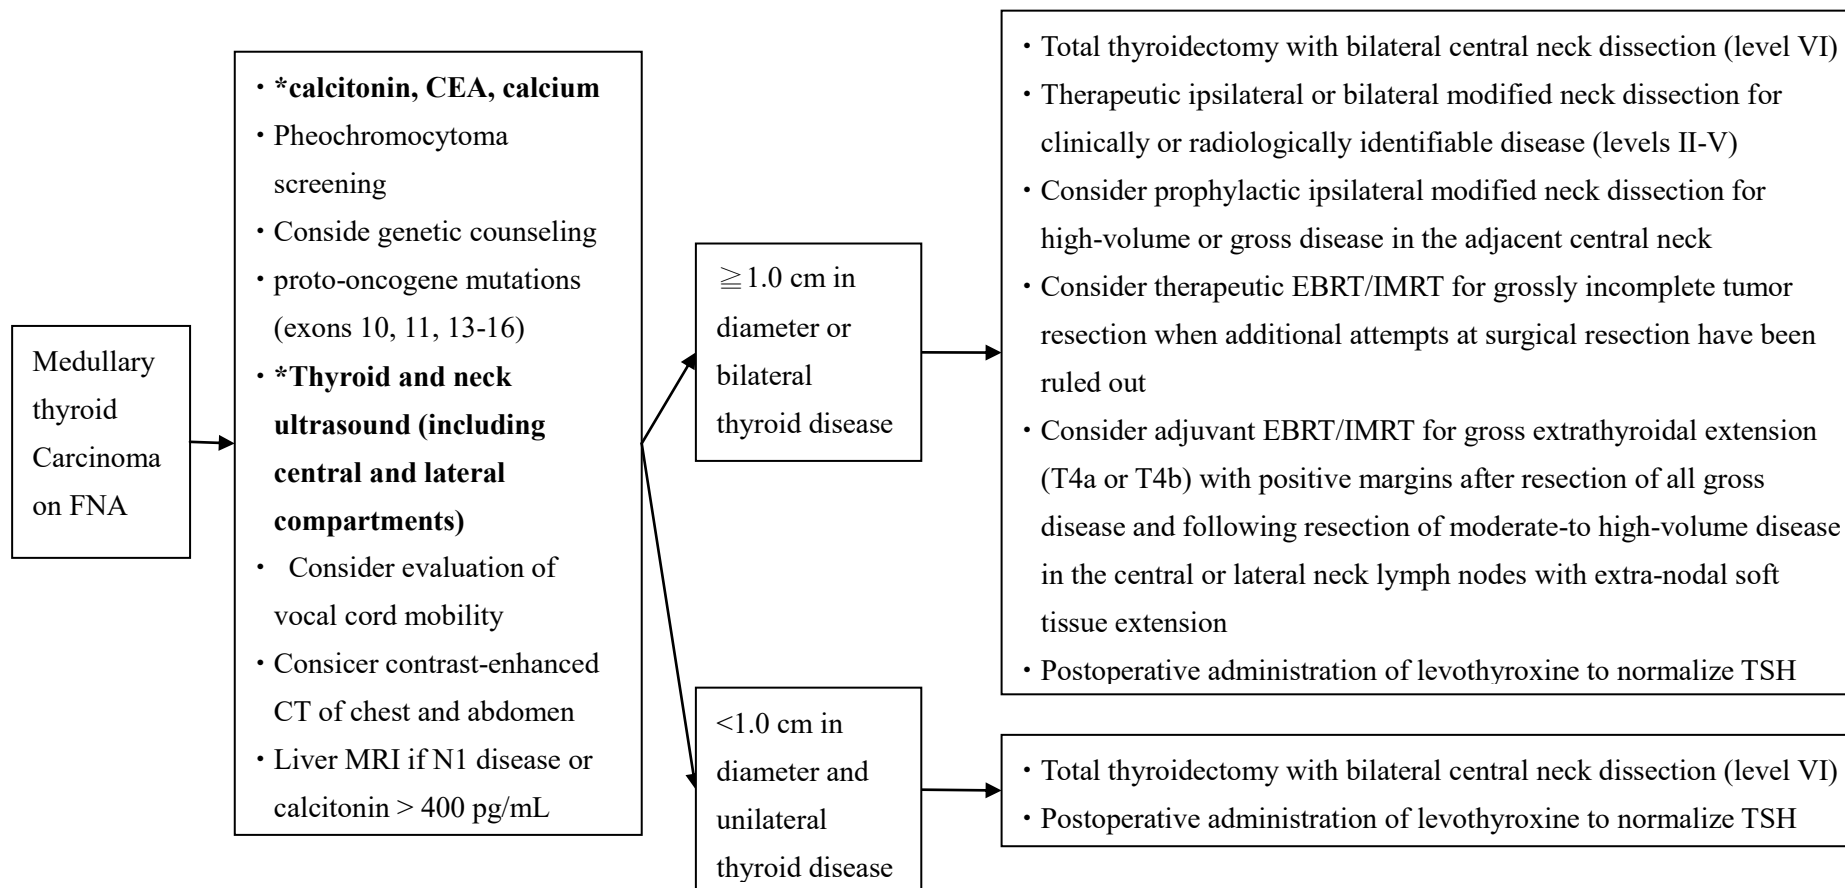 Medullary
thyroid
Carcinoma
on FNA
・*calcitonin, CEA, calcium
・Pheochromocytoma
screening
・Conside genetic counseling
・proto-oncogene mutations
(exons 10, 11, 13-16)
・*Thyroid and neck
ultrasound (including
central and lateral
compartments)
・ Consider evaluation of
vocal cord mobility
・Consicer contrast-enhanced
CT of chest and abdomen
・Liver MRI if N1 disease or
calcitonin > 400 pg/mL
≧1.0 cm in
diameter or
bilateral
thyroid disease
・Total thyroidectomy with bilateral central neck dissection (level VI)
・Therapeutic ipsilateral or bilateral modified neck dissection for
clinically or radiologically identifiable disease (levels II-V)
・Consider prophylactic ipsilateral modified neck dissection for
high-volume or gross disease in the adjacent central neck
・Consider therapeutic EBRT/IMRT for grossly incomplete tumor
resection when additional attempts at surgical resection have been
ruled out
・Consider adjuvant EBRT/IMRT for gross extrathyroidal extension
(T4a or T4b) with positive margins after resection of all gross
disease and following resection of moderate-to high-volume disease
in the central or lateral neck lymph nodes with extra-nodal soft
tissue extension
・Postoperative administration of levothyroxine to normalize TSH
<1.0 cm in
diameter and
unilateral
thyroid disease
・Total thyroidectomy with bilateral central neck dissection (level VI)
・Postoperative administration of levothyroxine to normalize TSH